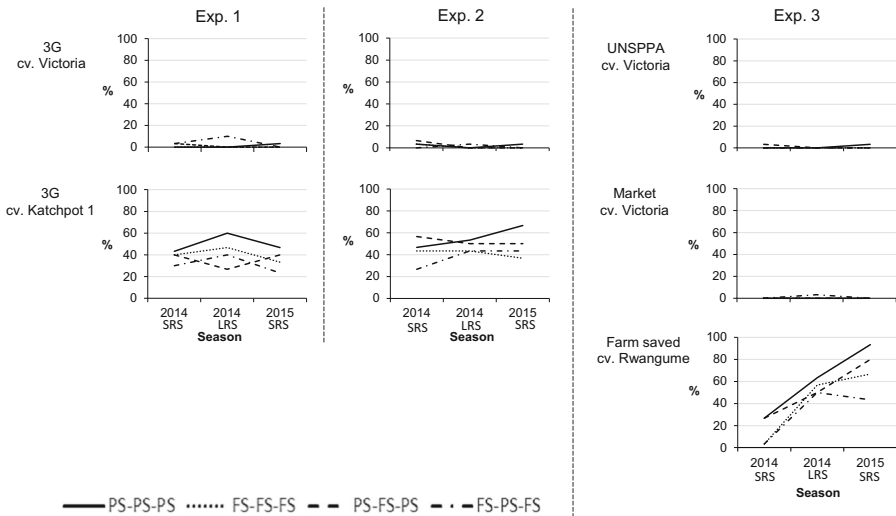 Exp. 1
Exp. 2
Exp. 3
3G
cv. Victoria
%
100
80
60
40
20
0
%
100
80
60
40
20
0
UNSPPA
cv. Victoria
%
100
80
60
40
20
0
3G
cv. Katchpot 1
%
100
80
60
40
20
0
2014
SRS
2014
LRS
2015
SRS
Season
%
100
80
60
40
20
0
2014
SRS
2014
LRS
2015
SRS
Season
Market
cv. Victoria
%
100
80
60
40
20
0
Farm saved
cv. Rwangume
%
100
80
60
40
20
0
2014
SRS
2014
LRS
2015
SRS
Season
PS-PS-PS FS-FS-FS PS-FS-PS FS-PS-FS